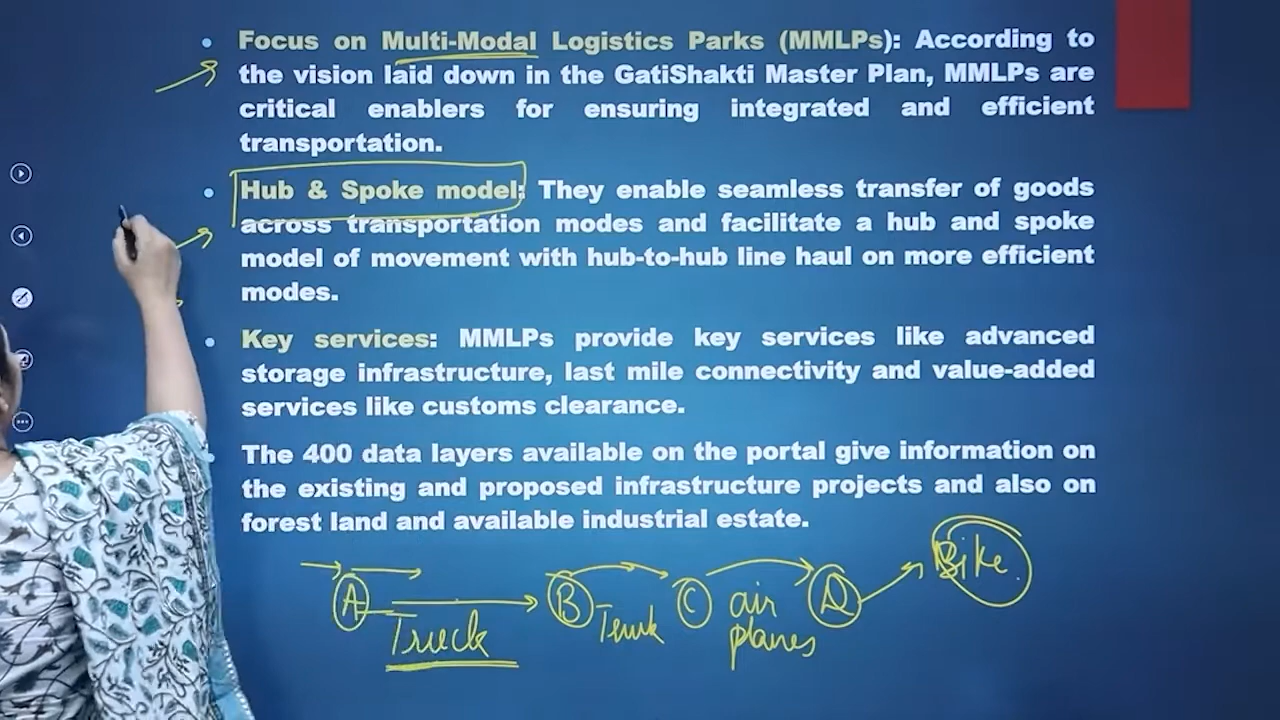 Focus on Multi-Modal Logistics Parks (MMLPs): According to
the vision laid down in the GatiShakti Master Plan, MMLPs are
critical enablers for ensuring integrated and efficient
transportation.
Hub & Spoke model: They enable seamless transfer of goods
across transportation modes and facilitate a hub and spoke
model of movement with hub-to-hub line haul on more efficient
modes.
Key services: MMLPs provide key services like advanced
storage infrastructure, last mile connectivity and value-added
services like customs clearance.
The 400 data layers available on the portal give information on
the existing and proposed infrastructure projects and also on
forest land and available industrial estate.
A B C D Bike
Truck air
planes